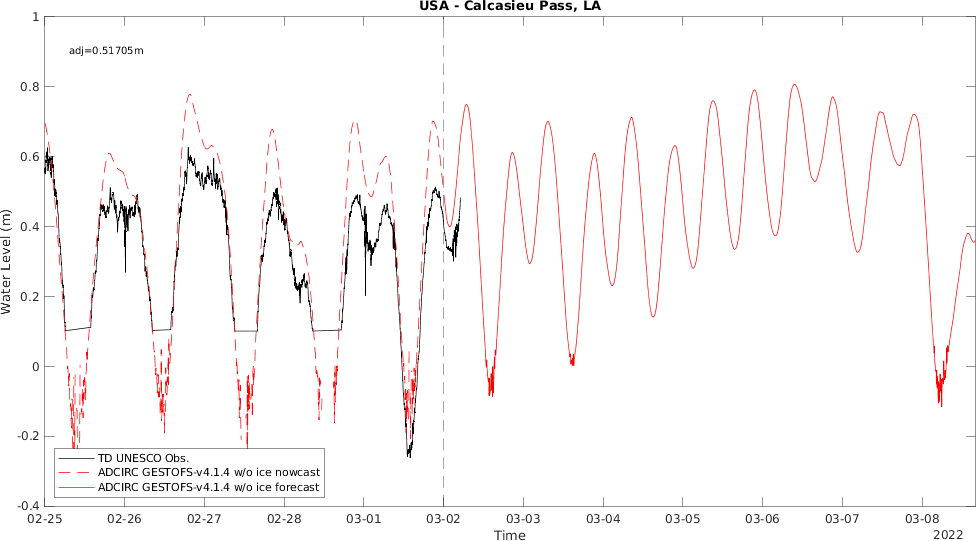 USA - Calcasieu Pass, LA
adj=0.51705m
Water Level (m)
1
0.8
0.6
0.4
0.2
0
-0.2
-0.4
TD UNESCO Obs.
ADCIRC GESTOFS-v4.1.4 w/o ice nowcast
ADCIRC GESTOFS-v4.1.4 w/o ice forecast
02-25 02-26 02-27 02-28 03-01 03-02 03-03 03-04 03-05 03-06 03-07 03-08
Time
2022